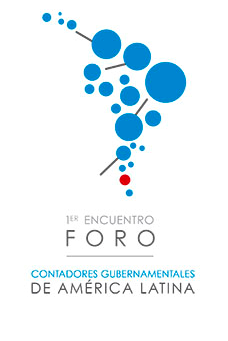 1ER ENCUENTRO
FORO
CONTADORES GUBERNAMENTALES
DE AMÉRICA LATINA